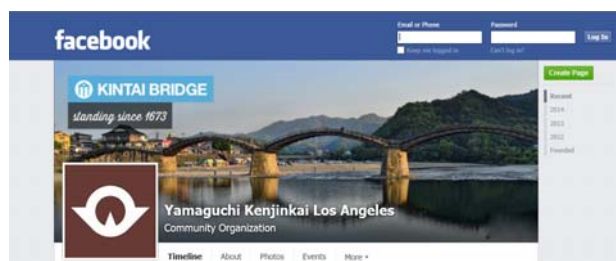 facebook
Email or Phone
Password
Keep me logged in
Can't log in?
Log In
KINTAI BRIDGE
standing since 1673
Create Page
Recent
2014
2013
2012
Founded
Yamaguchi Kenjinkai Los Angeles
Community Organization
Timeline About Photos Events More